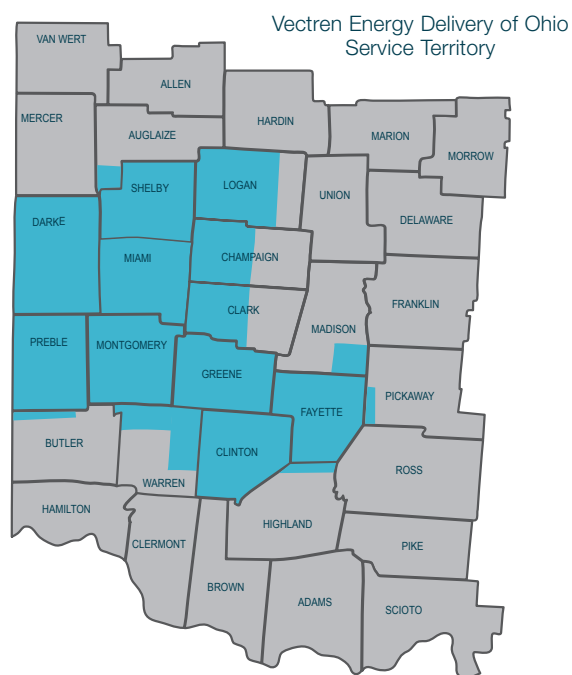 Vectren Energy Delivery of Ohio
Service Territory
VAN WERT
ALLEN
MERCER
HARDIN
AUGLAIZE
MARION
MORROW
SHELBY
LOGAN
UNION
DARKE
DELAWARE
MIAMI
CHAMPAIGN
CLARK
FRANKLIN
MADISON
PREBLE
MONTGOMERY
GREENE
PICKAWAY
FAYETTE
BUTLER
CLINTON
WARREN
ROSS
HAMILTON
HIGHLAND
CLERMONT
PIKE
BROWN
ADAMS
SCIOTO